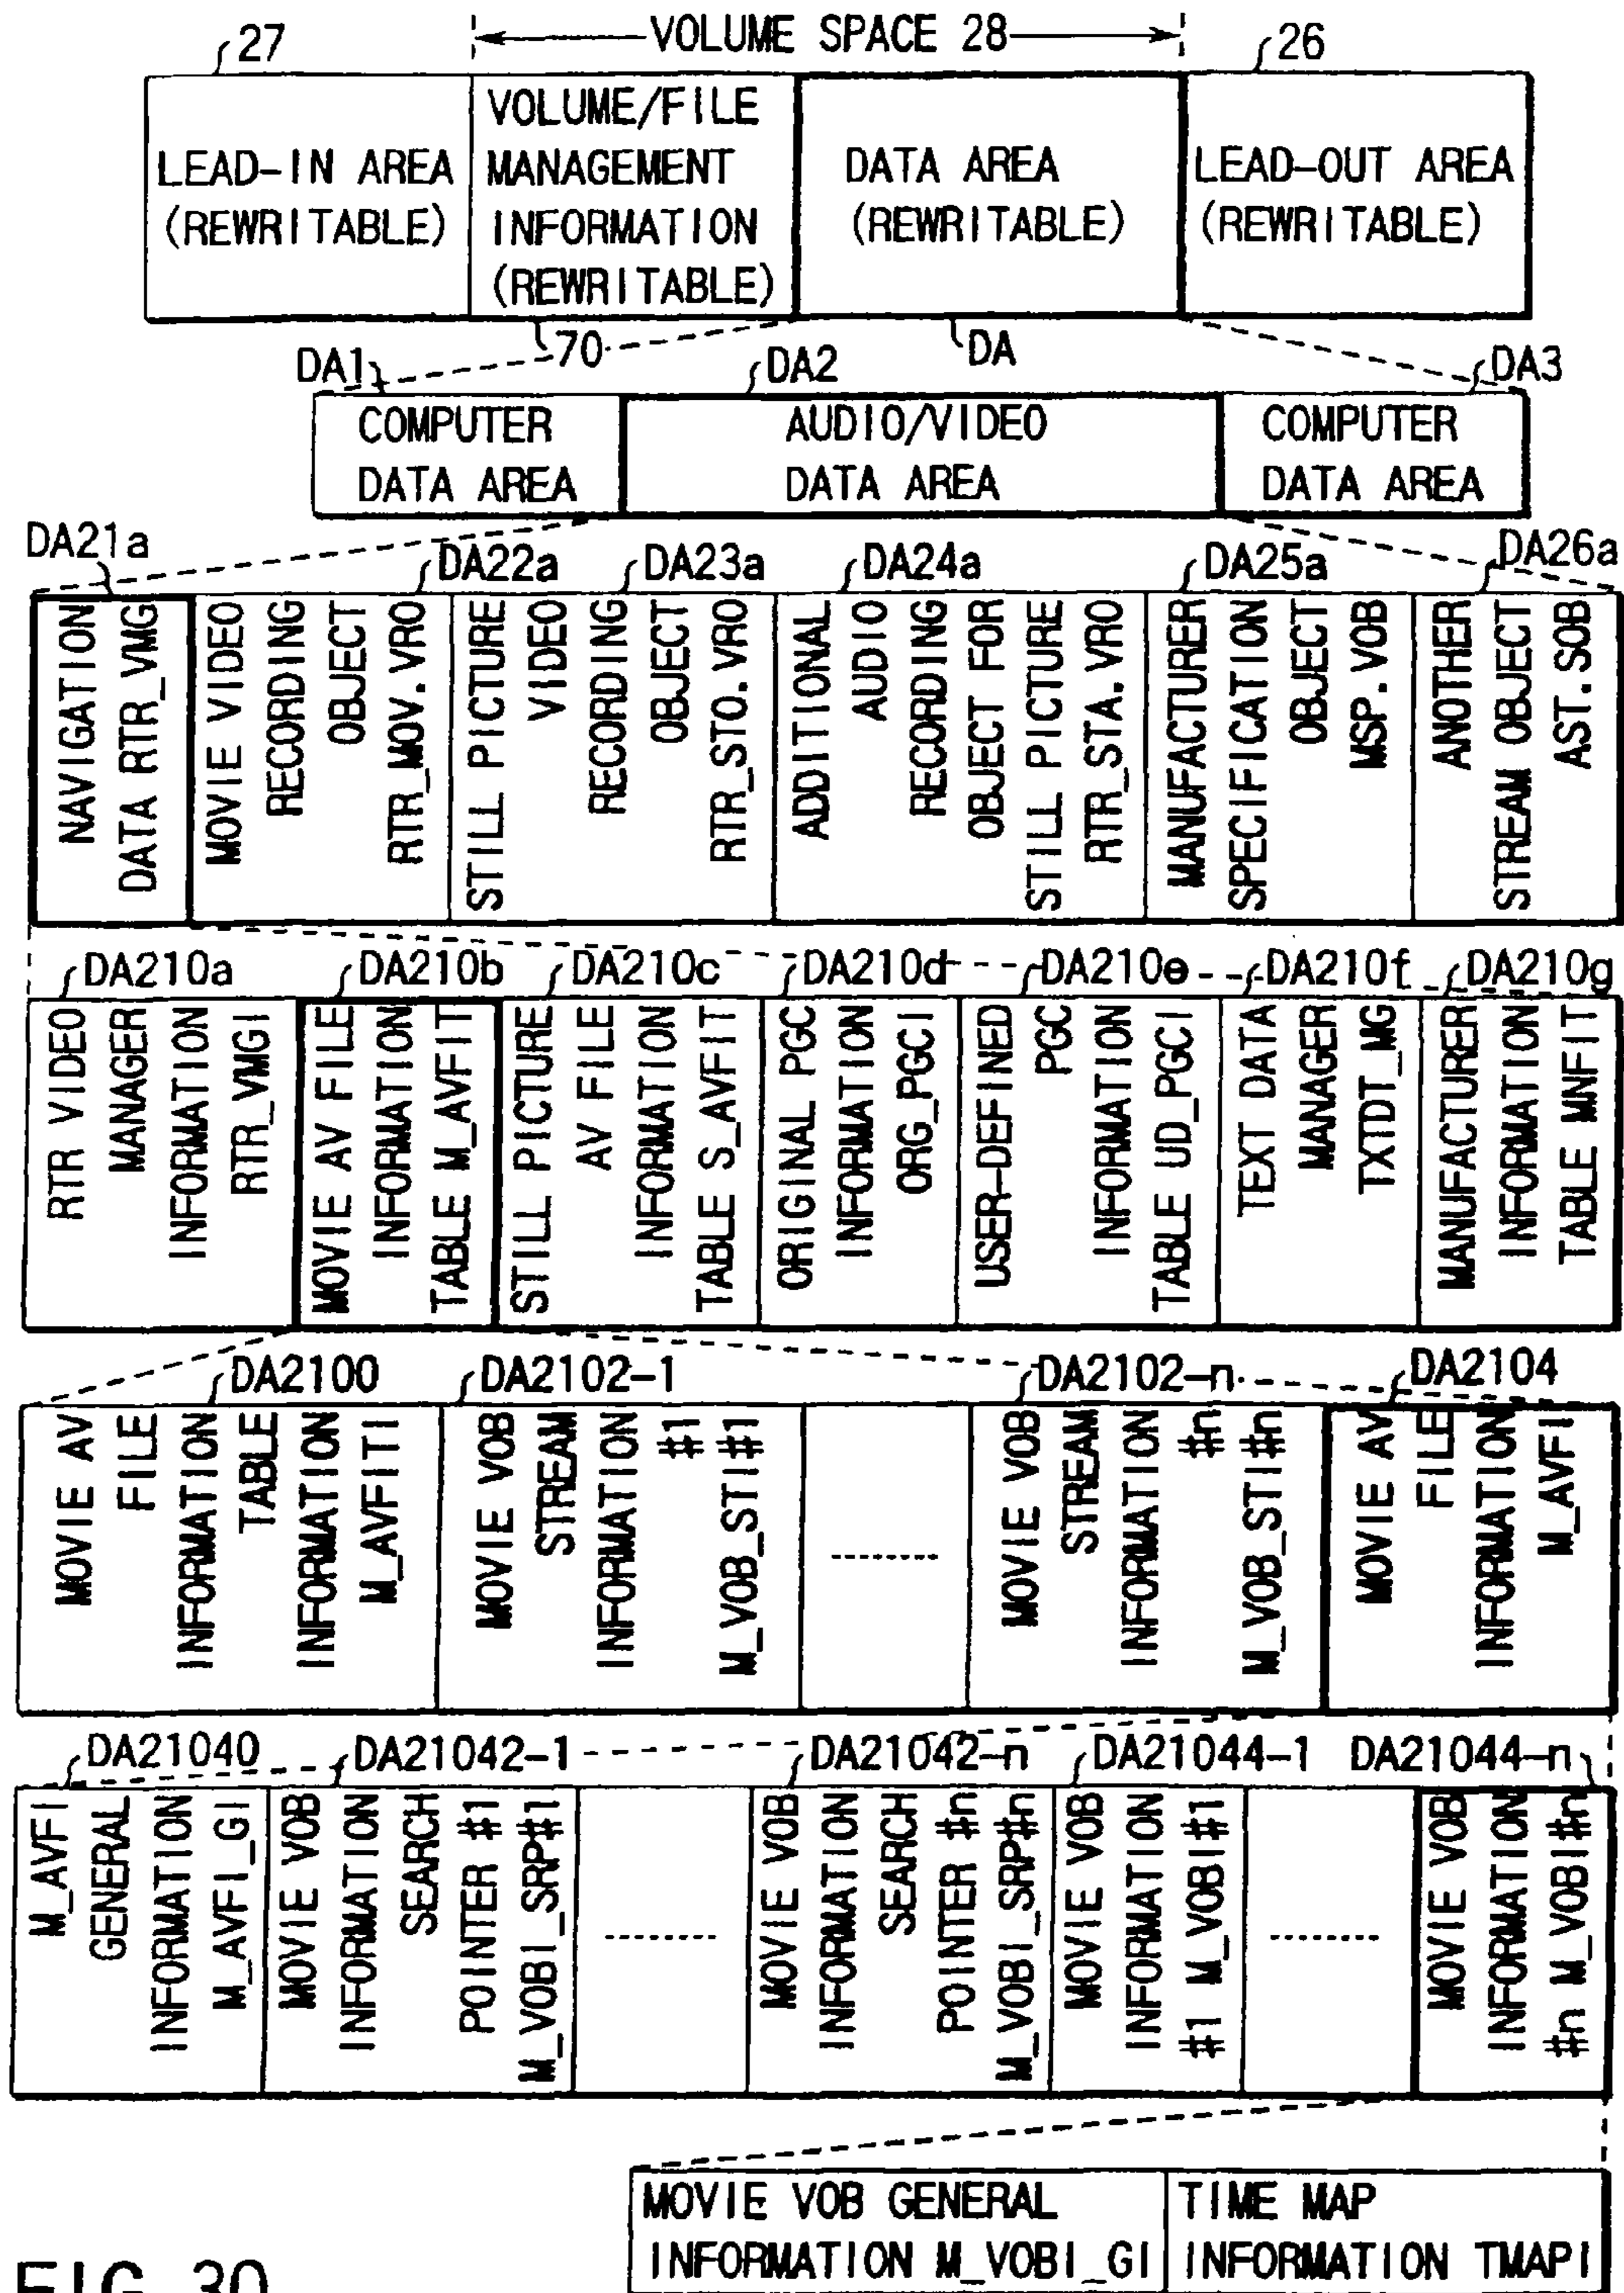 27
VOLUME SPACE 28
26
LEAD-IN AREA
(REWRITABLE)
VOLUME/FILE
MANAGEMENT
INFORMATION
(REWRITABLE)
DATA AREA
(REWRITABLE)
LEAD-OUT AREA
(REWRITABLE)
70
DA
DA1
DA2
DA3
COMPUTER
DATA AREA
AUDIO/VIDEO
DATA AREA
COMPUTER
DATA AREA
DA21a
DA22a
DA23a
DA24a
DA25a
DA26a
NAVIGATION
DATA RTR_VMG
MOVIE VIDEO
RECORDING
OBJECT
RTR_MOV.VRO
STILL PICTURE
VIDEO
RECORDING
OBJECT
RTR_STO.VRO
ADDITIONAL
AUDIO
RECORDING
OBJECT FOR
STILL PICTURE
RTR_STA.VRO
MANUFACTURER
SPECIFICATION
OBJECT
MSP.VOB
ANOTHER
STREAM OBJECT
AST.SOB
DA210a
DA210b
DA210c
DA210d
DA210e
DA210f
DA210g
RTR VIDEO
MANAGER
INFORMATION
RTR_VMGI
MOVIE AV FILE
INFORMATION
TABLE M_AVFIT
STILL PICTURE
AV FILE
INFORMATION
TABLE S_AVFIT
ORIGINAL PGC
INFORMATION
ORG_PGCI
USER-DEFINED
PGC
INFORMATION
TABLE UD_PGCI
TEXT DATA
MANAGER
TXTDT_MG
MANUFACTURER
INFORMATION
TABLE MNFIT
DA2100
DA2102-1
DA2102-n
DA2104
MOVIE AV
FILE
INFORMATION
TABLE
INFORMATION
M_AVFITI
MOVIE VOB
STREAM
INFORMATION
#1
M_VOB_STI#1
MOVIE VOB
STREAM
INFORMATION
#n
M_VOB_STI#n
MOVIE AV
FILE
INFORMATION
M_AVFI
DA21040
DA21042-1
DA21042-n
DA21044-1
DA21044-n
M_AVFI
GENERAL
INFORMATION
M_AVFI_GI
MOVIE VOB
INFORMATION
SEARCH
POINTER #1
M_VOBI_SRP#1
MOVIE VOB
INFORMATION
SEARCH
POINTER #n
M_VOBI_SRP#n
MOVIE VOB
INFORMATION
#1 M_VOBI#1
MOVIE VOB
INFORMATION
#n M_VOBI#n
MOVIE VOB GENERAL
INFORMATION M_VOBI_GI
TIME MAP
INFORMATION TMAPI
FIG. 30